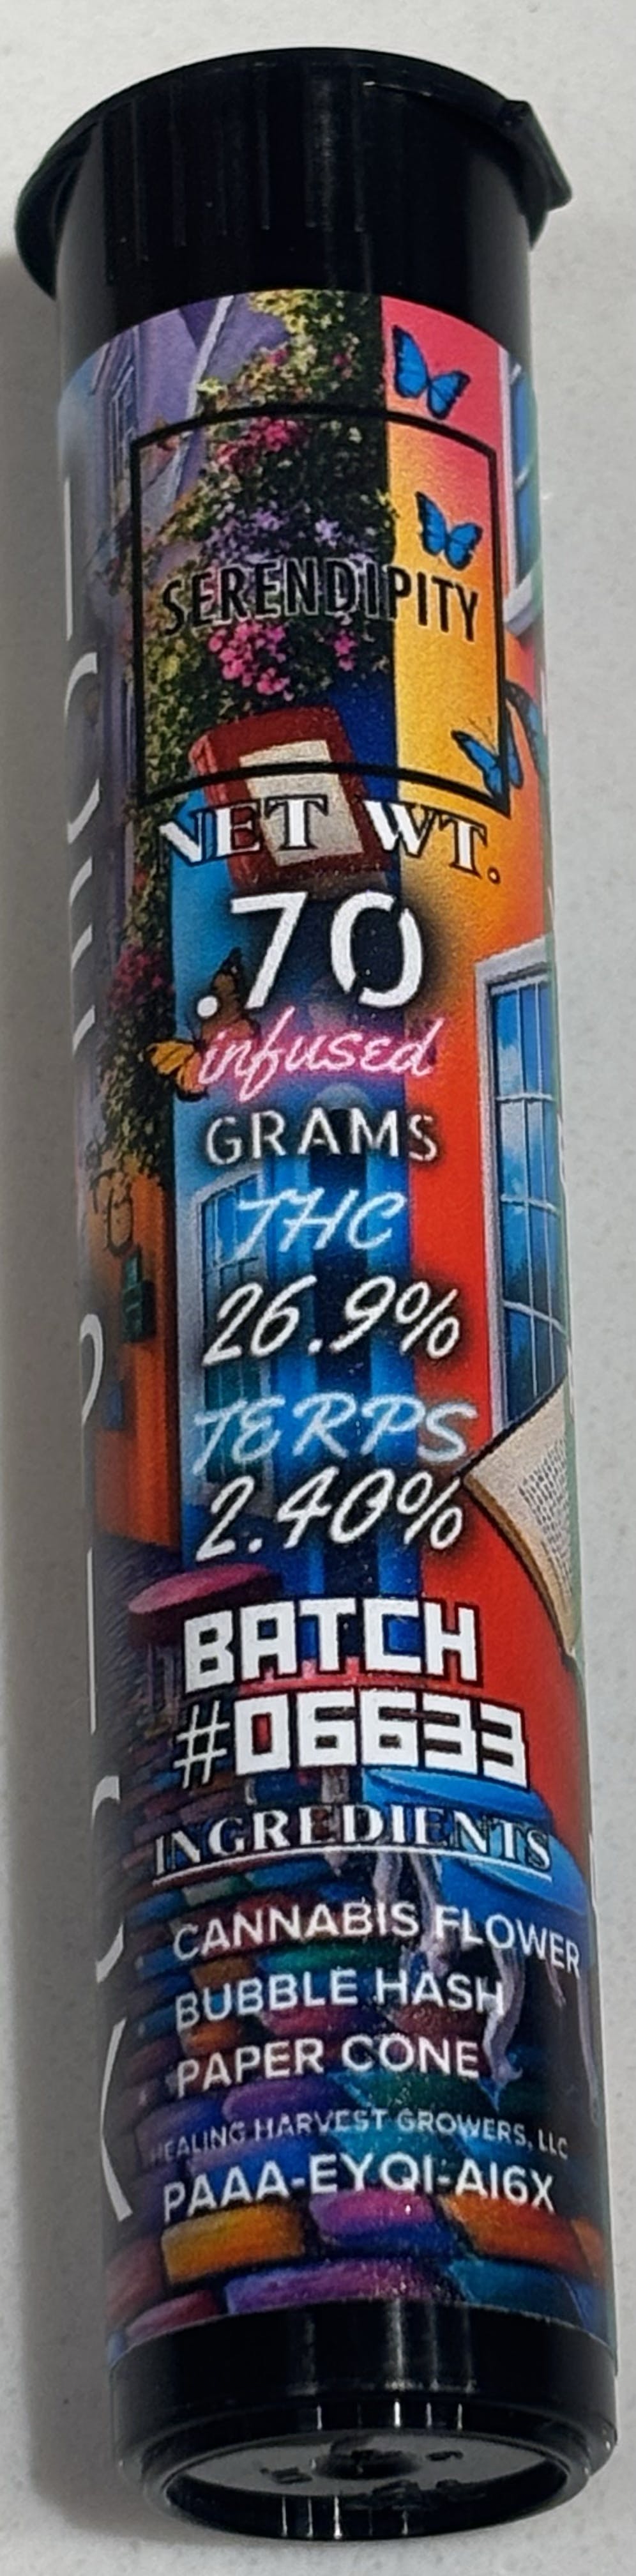 SERENDIPITY
NET WT.
.70
infused
GRAMS
THC
26.9%
TERPS
2.40%
BATCH
#06633
INGREDIENTS
CANNABIS FLOWER
BUBBLE HASH
PAPER CONE
HEALING HARVEST GROWERS, LLC
PAAA-EYQI-AI6X